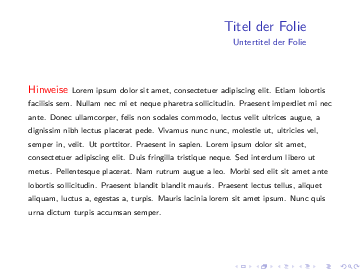 Titel der Folie
Untertitel der Folie
Hinweise Lorem ipsum dolor sit amet, consectetuer adipiscing elit. Etiam lobortis
facilisis sem. Nullam nec mi et neque pharetra sollicitudin. Praesent imperdiet mi nec
ante. Donec ullamcorper, felis non sodales commodo, lectus velit ultrices augue, a
dignissim nibh lectus placerat pede. Vivamus nunc nunc, molestie ut, ultricies vel,
semper in, velit. Ut porttitor. Praesent in sapien. Lorem ipsum dolor sit amet,
consectetuer adipiscing elit. Duis fringilla tristique neque. Sed interdum libero ut
metus. Pellentesque placerat. Nam rutrum augue a leo. Morbi sed elit sit amet ante
lobortis sollicitudin. Praesent blandit blandit mauris. Praesent lectus tellus, aliquet
aliquam, luctus a, egestas a, turpis. Mauris lacinia lorem sit amet ipsum. Nunc quis
urna dictum turpis accumsan semper.